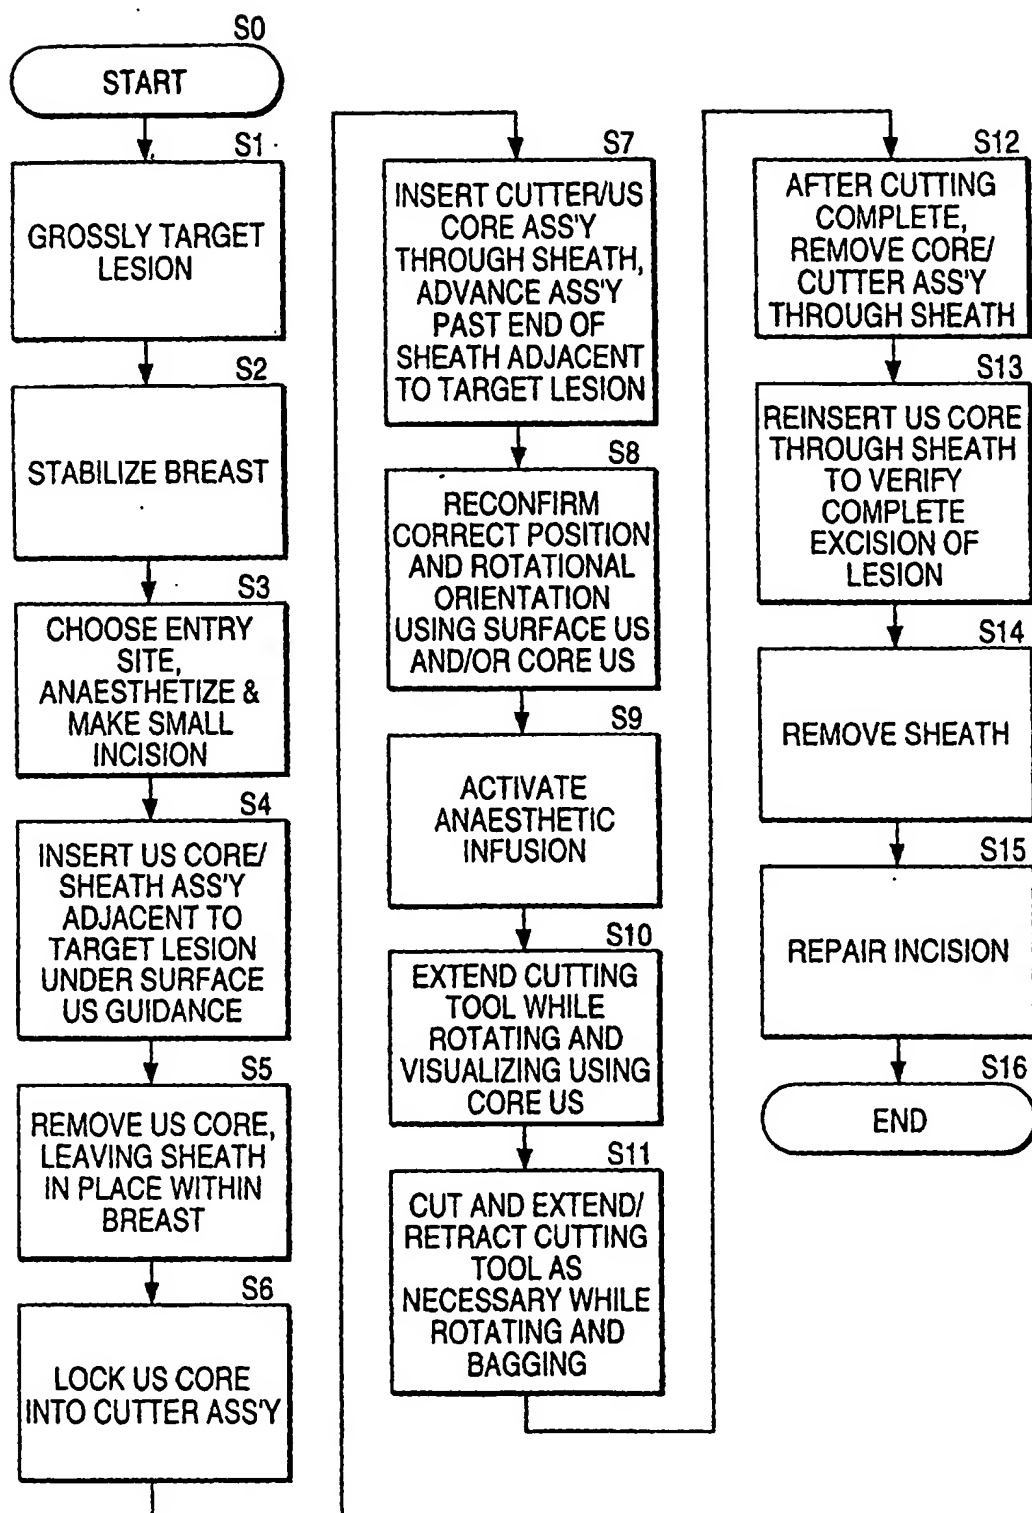 S0
START
S1
GROSSLY TARGET
LESION
S2
STABILIZE BREAST
S3
CHOOSE ENTRY
SITE,
ANAESTHETIZE &
MAKE SMALL
INCISION
S4
INSERT US CORE/
SHEATH ASS'Y
ADJACENT TO
TARGET LESION
UNDER SURFACE
US GUIDANCE
S5
REMOVE US CORE,
LEAVING SHEATH
IN PLACE WITHIN
BREAST
S6
LOCK US CORE
INTO CUTTER ASS'Y
S7
INSERT CUTTER/US
CORE ASS'Y
THROUGH SHEATH,
ADVANCE ASS'Y
PAST END OF
SHEATH ADJACENT
TO TARGET LESION
S8
RECONFIRM
CORRECT POSITION
AND ROTATIONAL
ORIENTATION
USING SURFACE US
AND/OR CORE US
S9
ACTIVATE
ANAESTHETIC
INFUSION
S10
EXTEND CUTTING
TOOL WHILE
ROTATING AND
VISUALIZING USING
CORE US
S11
CUT AND EXTEND/
RETRACT CUTTING
TOOL AS
NECESSARY WHILE
ROTATING AND
BAGGING
S12
AFTER CUTTING
COMPLETE,
REMOVE CORE/
CUTTER ASS'Y
THROUGH SHEATH
S13
REINSERT US CORE
THROUGH SHEATH
TO VERIFY
COMPLETE
EXCISION OF
LESION
S14
REMOVE SHEATH
S15
REPAIR INCISION
S16
END